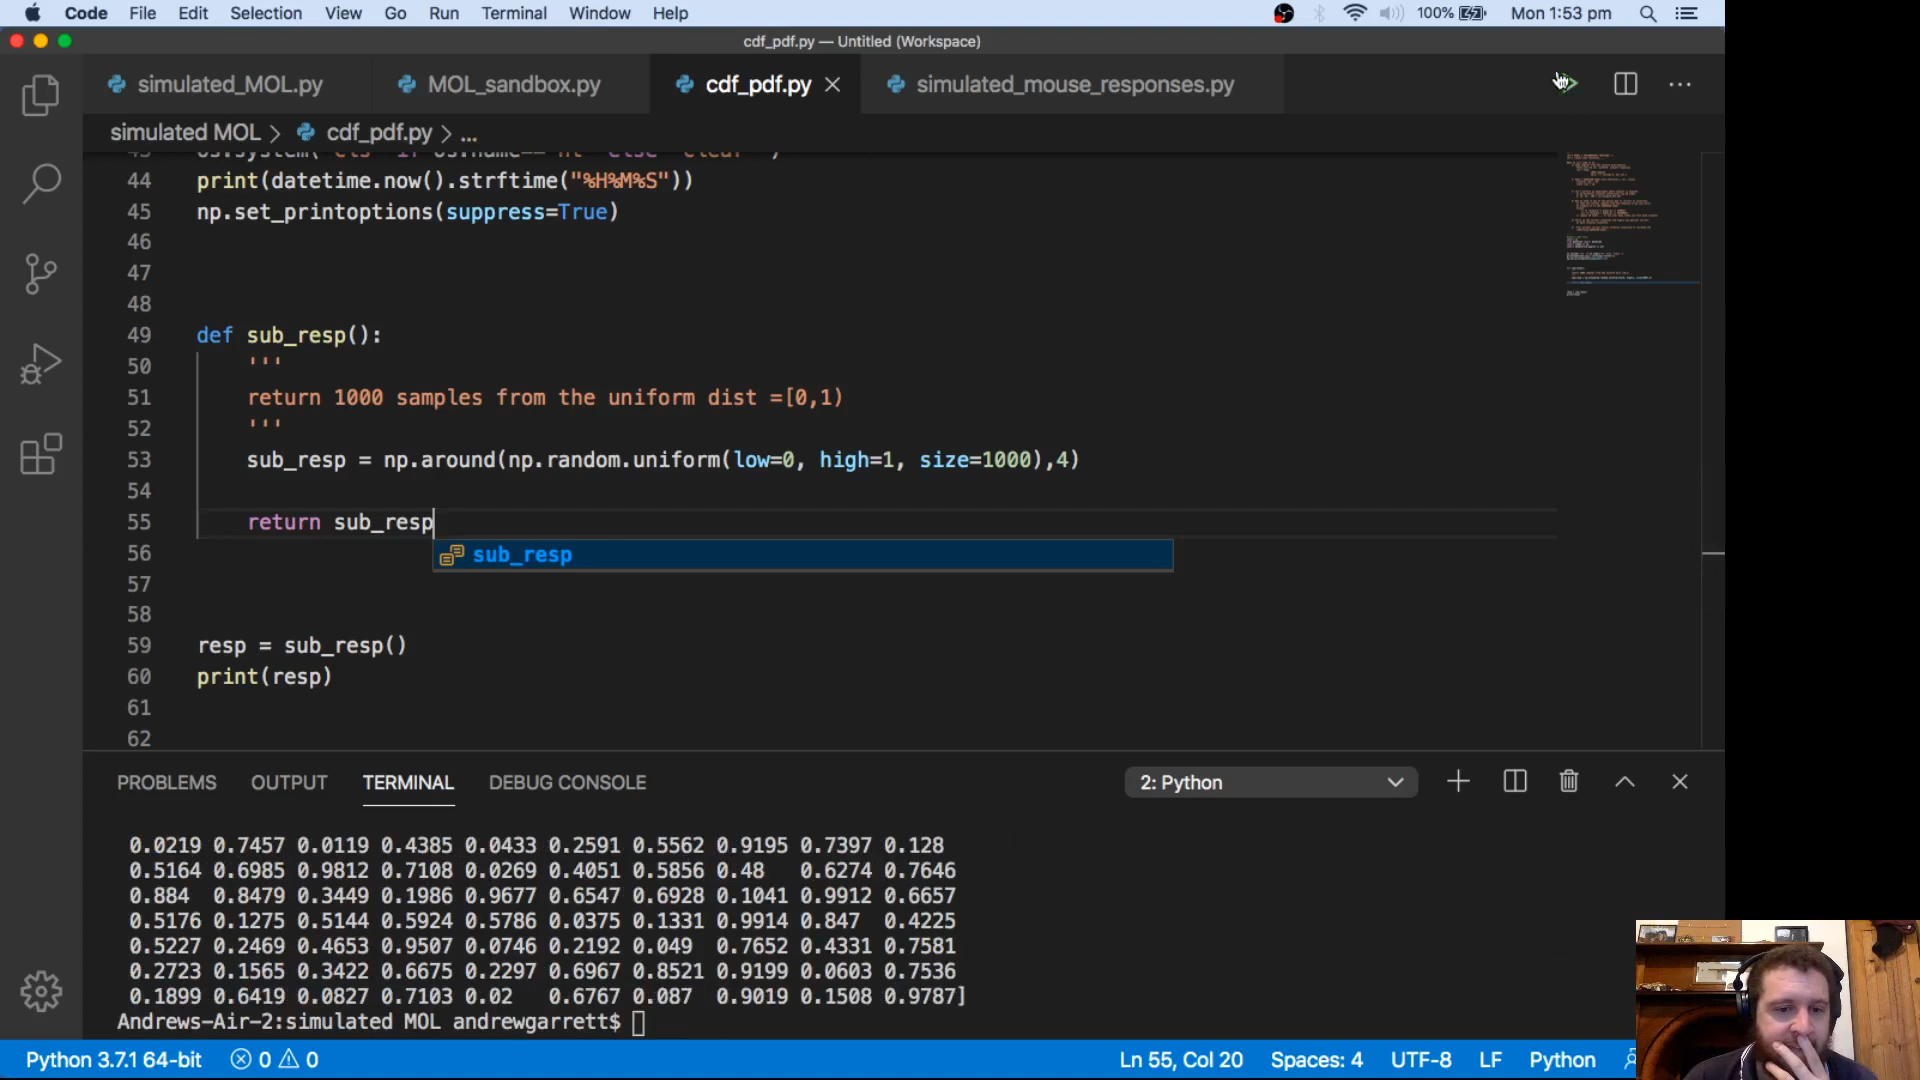 Code File Edit Selection View Go Run Terminal Window Help 100% Mon 1:53 pm
cdf_pdf.py — Untitled (Workspace)
simulated_MOL.py MOL_sandbox.py cdf_pdf.py simulated_mouse_responses.py
simulated MOL > cdf_pdf.py > ...
44 print(datetime.now().strftime("%H%M%S"))
45 np.set_printoptions(suppress=True)
46
47
48
49 def sub_resp():
50 '''
51 return 1000 samples from the uniform dist =[0,1)
52 '''
53 sub_resp = np.around(np.random.uniform(low=0, high=1, size=1000),4)
54
55 return sub_resp
sub_resp
56
57
58
59 resp = sub_resp()
60 print(resp)
61
62
PROBLEMS OUTPUT TERMINAL DEBUG CONSOLE 2: Python
0.0219 0.7457 0.0119 0.4385 0.0433 0.2591 0.5562 0.9195 0.7397 0.128
0.5164 0.6985 0.9812 0.7108 0.0269 0.4051 0.5856 0.48 0.6274 0.7646
0.884 0.8479 0.3449 0.1986 0.9677 0.6547 0.6928 0.1041 0.9912 0.6657
0.5176 0.1275 0.5144 0.5924 0.5786 0.0375 0.1331 0.9914 0.847 0.4225
0.5227 0.2469 0.4653 0.9507 0.0746 0.2192 0.049 0.7652 0.4331 0.7581
0.2723 0.1565 0.3422 0.6675 0.2297 0.6967 0.8521 0.9199 0.0603 0.7536
0.1899 0.6419 0.0827 0.7103 0.02 0.6767 0.087 0.9019 0.1508 0.9787]
Andrews-Air-2:simulated MOL andrewgarrett$
Python 3.7.1 64-bit 0 0 Ln 55, Col 20 Spaces: 4 UTF-8 LF Python